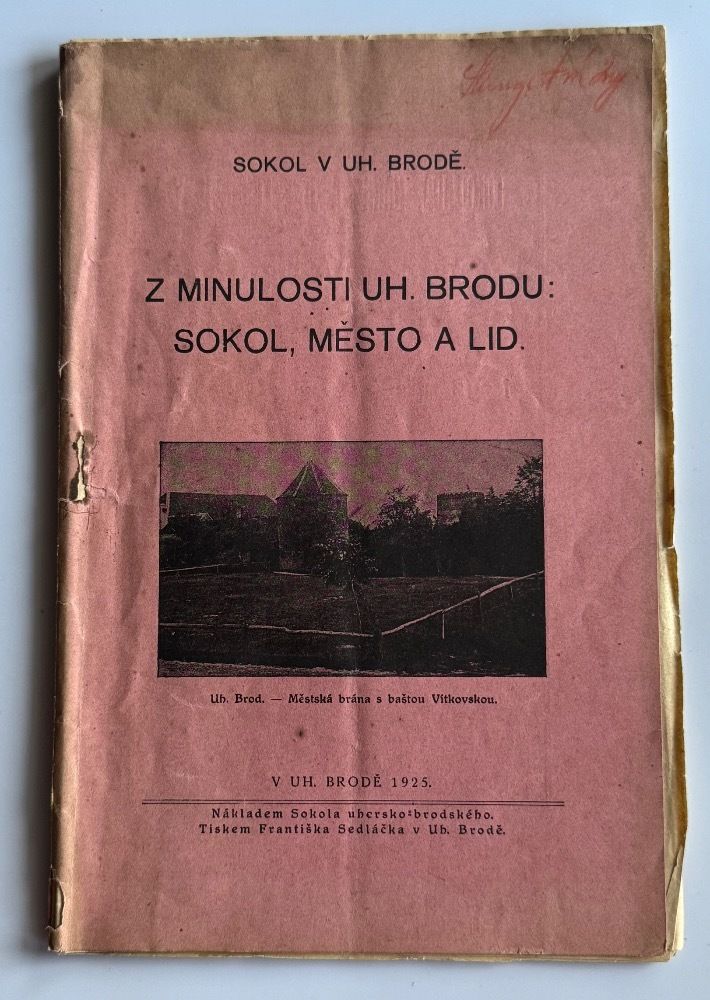 SOKOL V UH. BRODĚ.
Z MINULOSTI UH. BRODU:
SOKOL, MĚSTO A LID.
Uh. Brod. — Městská brána s baštou Vítkovskou.
V UH. BRODĚ 1925.
Nákladem Sokola uhersko-brodského.
Tiskem Františka Sedláčka v Uh. Brodě.